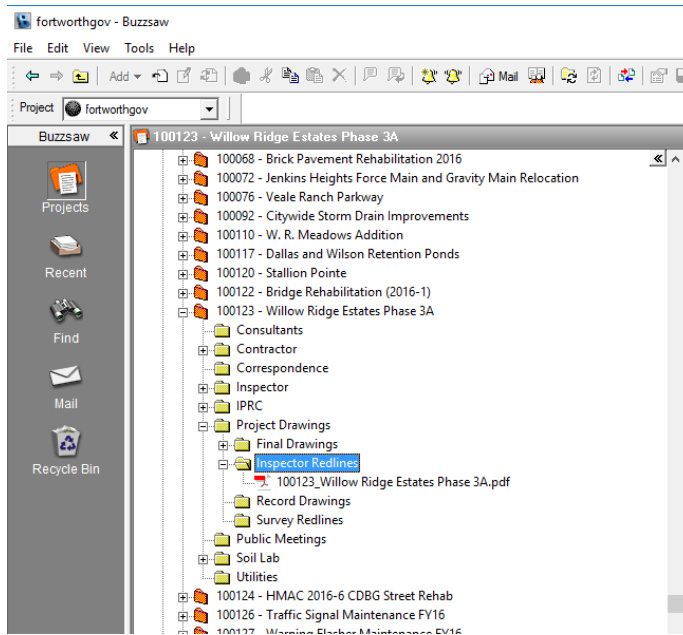 fortworthgov - Buzzsaw
File Edit View Tools Help
Add Mail
Project fortworthgov
Buzzsaw
100123 - Willow Ridge Estates Phase 3A
Projects
Recent
Find
Mail
Recycle Bin
100068 - Brick Pavement Rehabilitation 2016
100072 - Jenkins Heights Force Main and Gravity Main Relocation
100076 - Veale Ranch Parkway
100092 - Citywide Storm Drain Improvements
100110 - W. R. Meadows Addition
100117 - Dallas and Wilson Retention Ponds
100120 - Stallion Pointe
100122 - Bridge Rehabilitation (2016-1)
100123 - Willow Ridge Estates Phase 3A
Consultants
Contractor
Correspondence
Inspector
IPRC
Project Drawings
Final Drawings
Inspector Redlines
100123_Willow Ridge Estates Phase 3A.pdf
Record Drawings
Survey Redlines
Public Meetings
Soil Lab
Utilities
100124 - HMAC 2016-6 CDBG Street Rehab
100126 - Traffic Signal Maintenance FY16
100127 - Warning Flasher Maintenance FY16